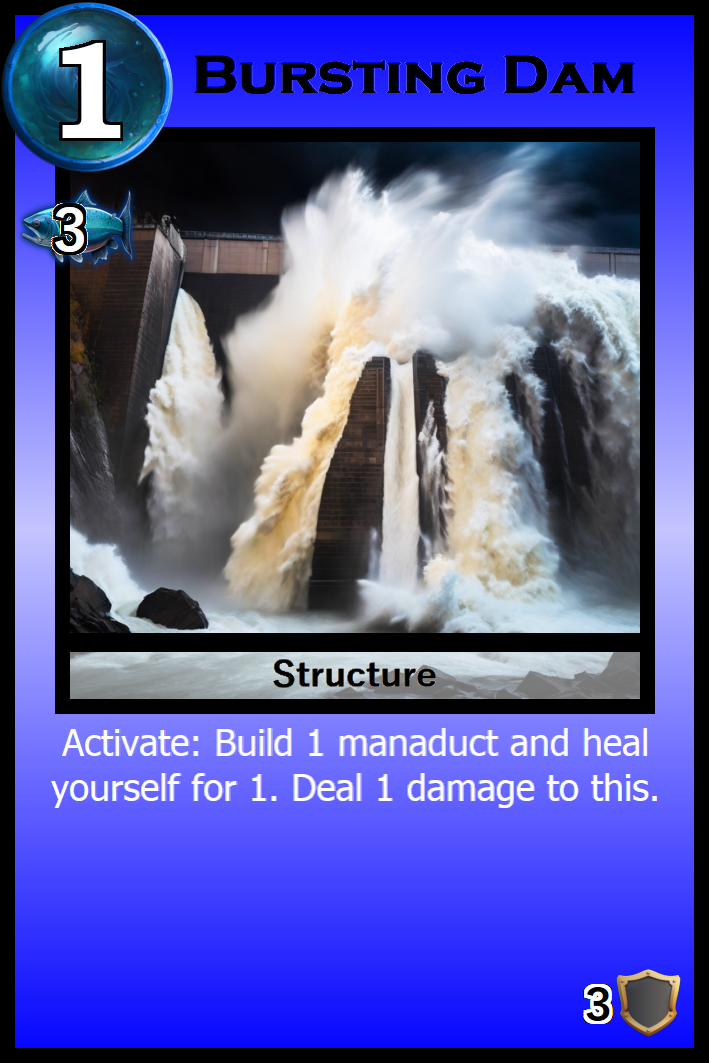 1
Bursting Dam
3
Structure
Activate: Build 1 manaduct and heal
yourself for 1. Deal 1 damage to this.
3